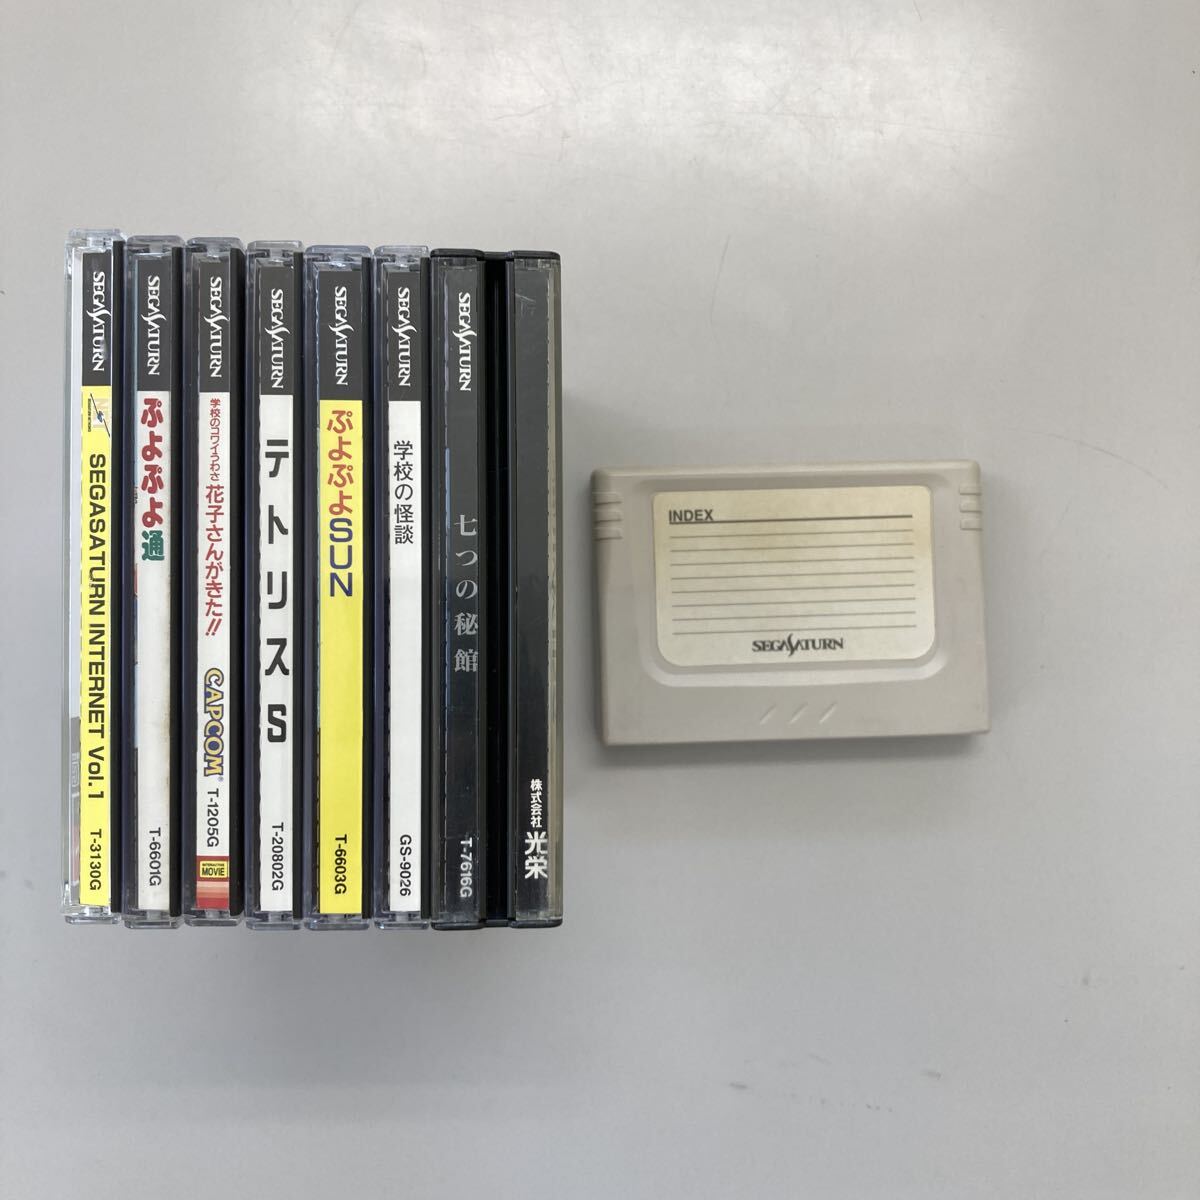 SEGASATURN
SEGASATURN INTERNET Vol.1
T-3130G
SEGASATURN
ぷよぷよ通
T-6601G
SEGASATURN
学校のコワイうわさ
花子さんがきた!!
CAPCOM
T-1205G
INTERACTIVE
MOVIE
SEGASATURN
テトリスS
T-20802G
SEGASATURN
ぷよぷよSUN
T-6603G
SEGASATURN
学校の怪談
GS-9026
SEGASATURN
七つの秘館
T-7616G
株式会社
光栄
INDEX
SEGASATURN